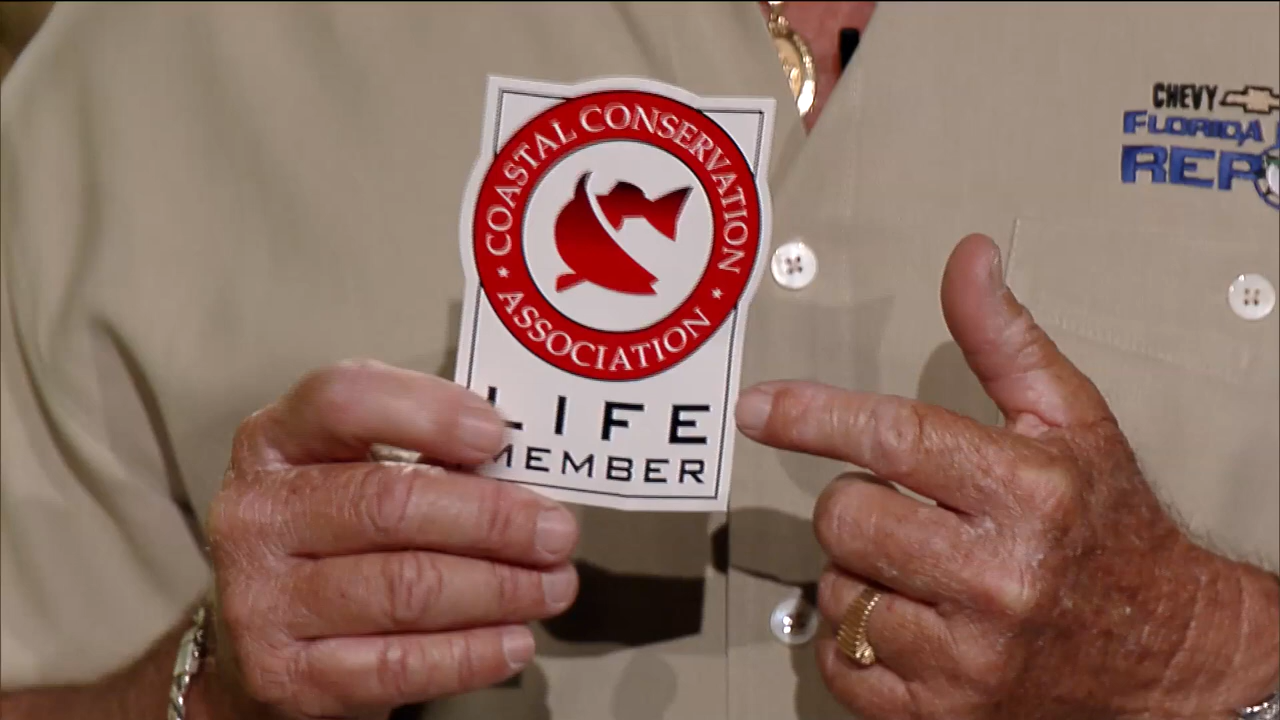 COASTAL CONSERVATION
ASSOCIATION
LIFE
MEMBER
CHEVY
FLORIDA